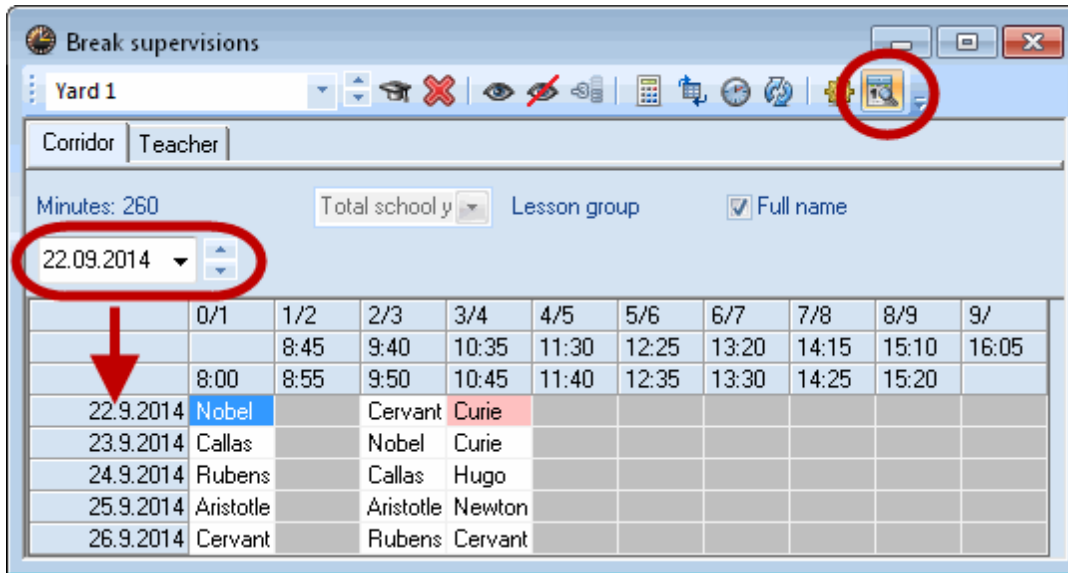 Break supervisions
Yard 1
Corridor Teacher
Minutes: 260 Total school y Lesson group Full name
22.09.2014
0/1 1/2 2/3 3/4 4/5 5/6 6/7 7/8 8/9 9/
8:45 9:40 10:35 11:30 12:25 13:20 14:15 15:10 16:05
8:00 8:55 9:50 10:45 11:40 12:35 13:30 14:25 15:20
22.9.2014 Nobel Cervant Curie
23.9.2014 Callas Nobel Curie
24.9.2014 Rubens Callas Hugo
25.9.2014 Aristotle Aristotle Newton
26.9.2014 Cervant Rubens Cervant